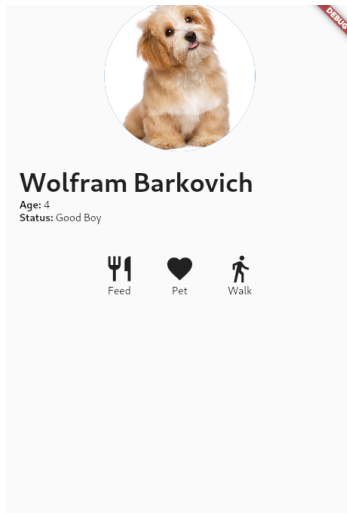 DEBUG
Wolfram Barkovich
Age: 4
Status: Good Boy
Feed Pet Walk